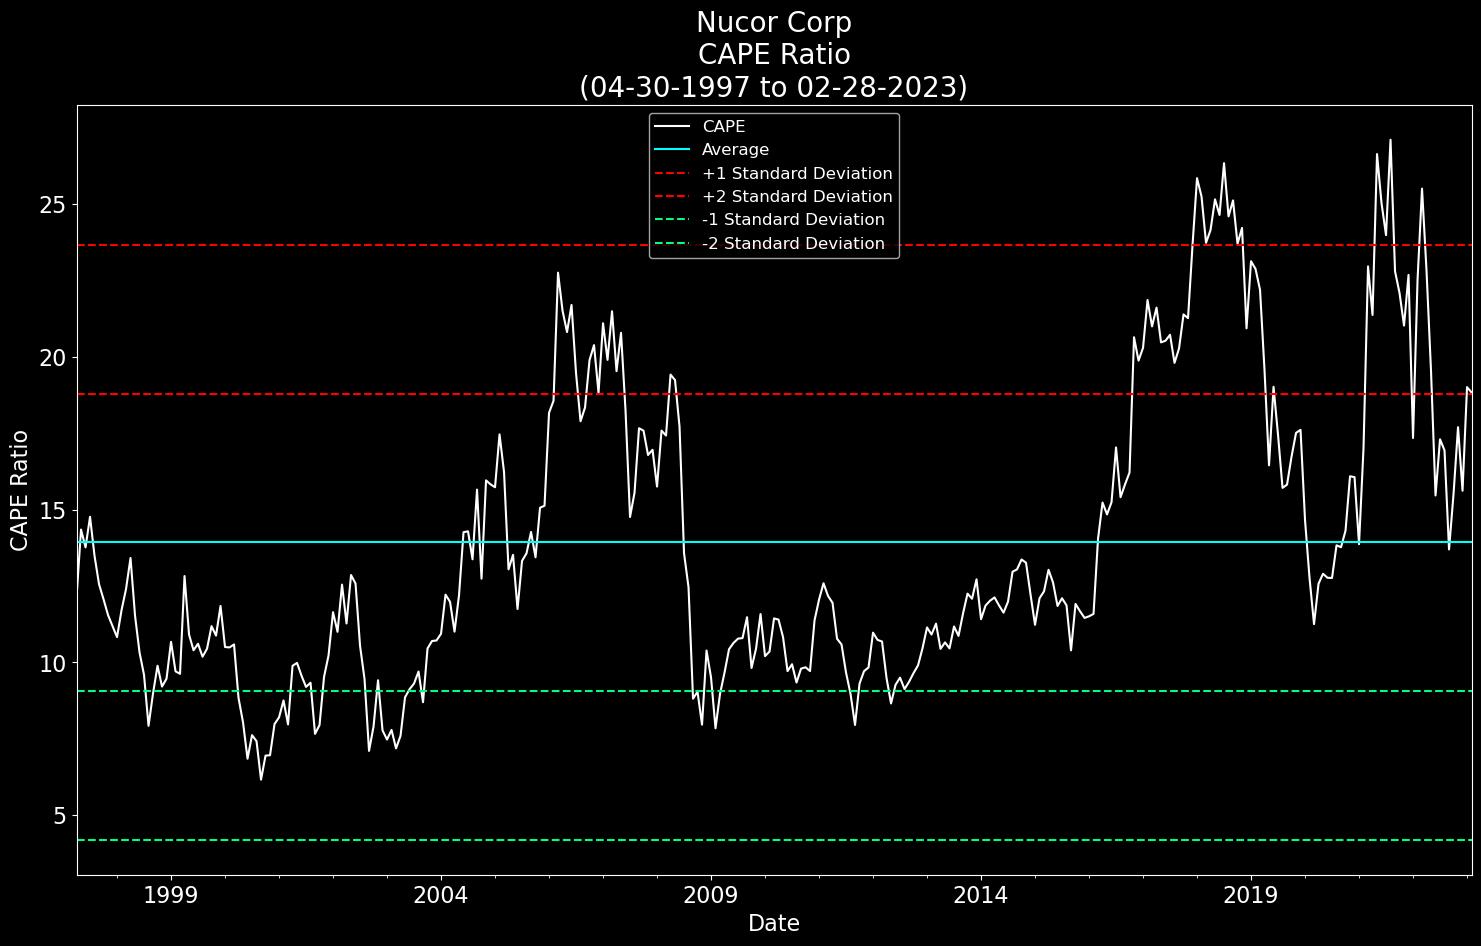 Nucor Corp
CAPE Ratio
(04-30-1997 to 02-28-2023)
CAPE
Average
+1 Standard Deviation
+2 Standard Deviation
-1 Standard Deviation
-2 Standard Deviation
CAPE Ratio
25
20
15
10
5
1999
2004
2009
2014
2019
Date